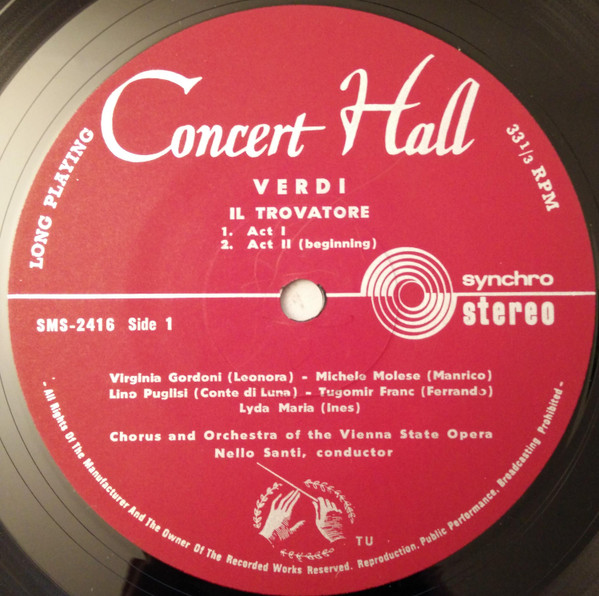 Concert Hall
LONG PLAYING
33 1/3 RPM
VERDI
IL TROVATORE
1. Act I
2. Act II (beginning)
synchro
stereo
SMS-2416 Side 1
Virginia Gordoni (Leonora) - Michele Molese (Manrico)
Lino Puglisi (Conte di Luna) - Tugomir Franc (Ferrando)
Lyda Maria (Ines)
Chorus and Orchestra of the Vienna State Opera
Nello Santi, conductor
TU
- All Rights Of The Manufacturer And The Owner Of The Recorded Works Reserved. Reproduction, Public Performance, Broadcasting Prohibited -